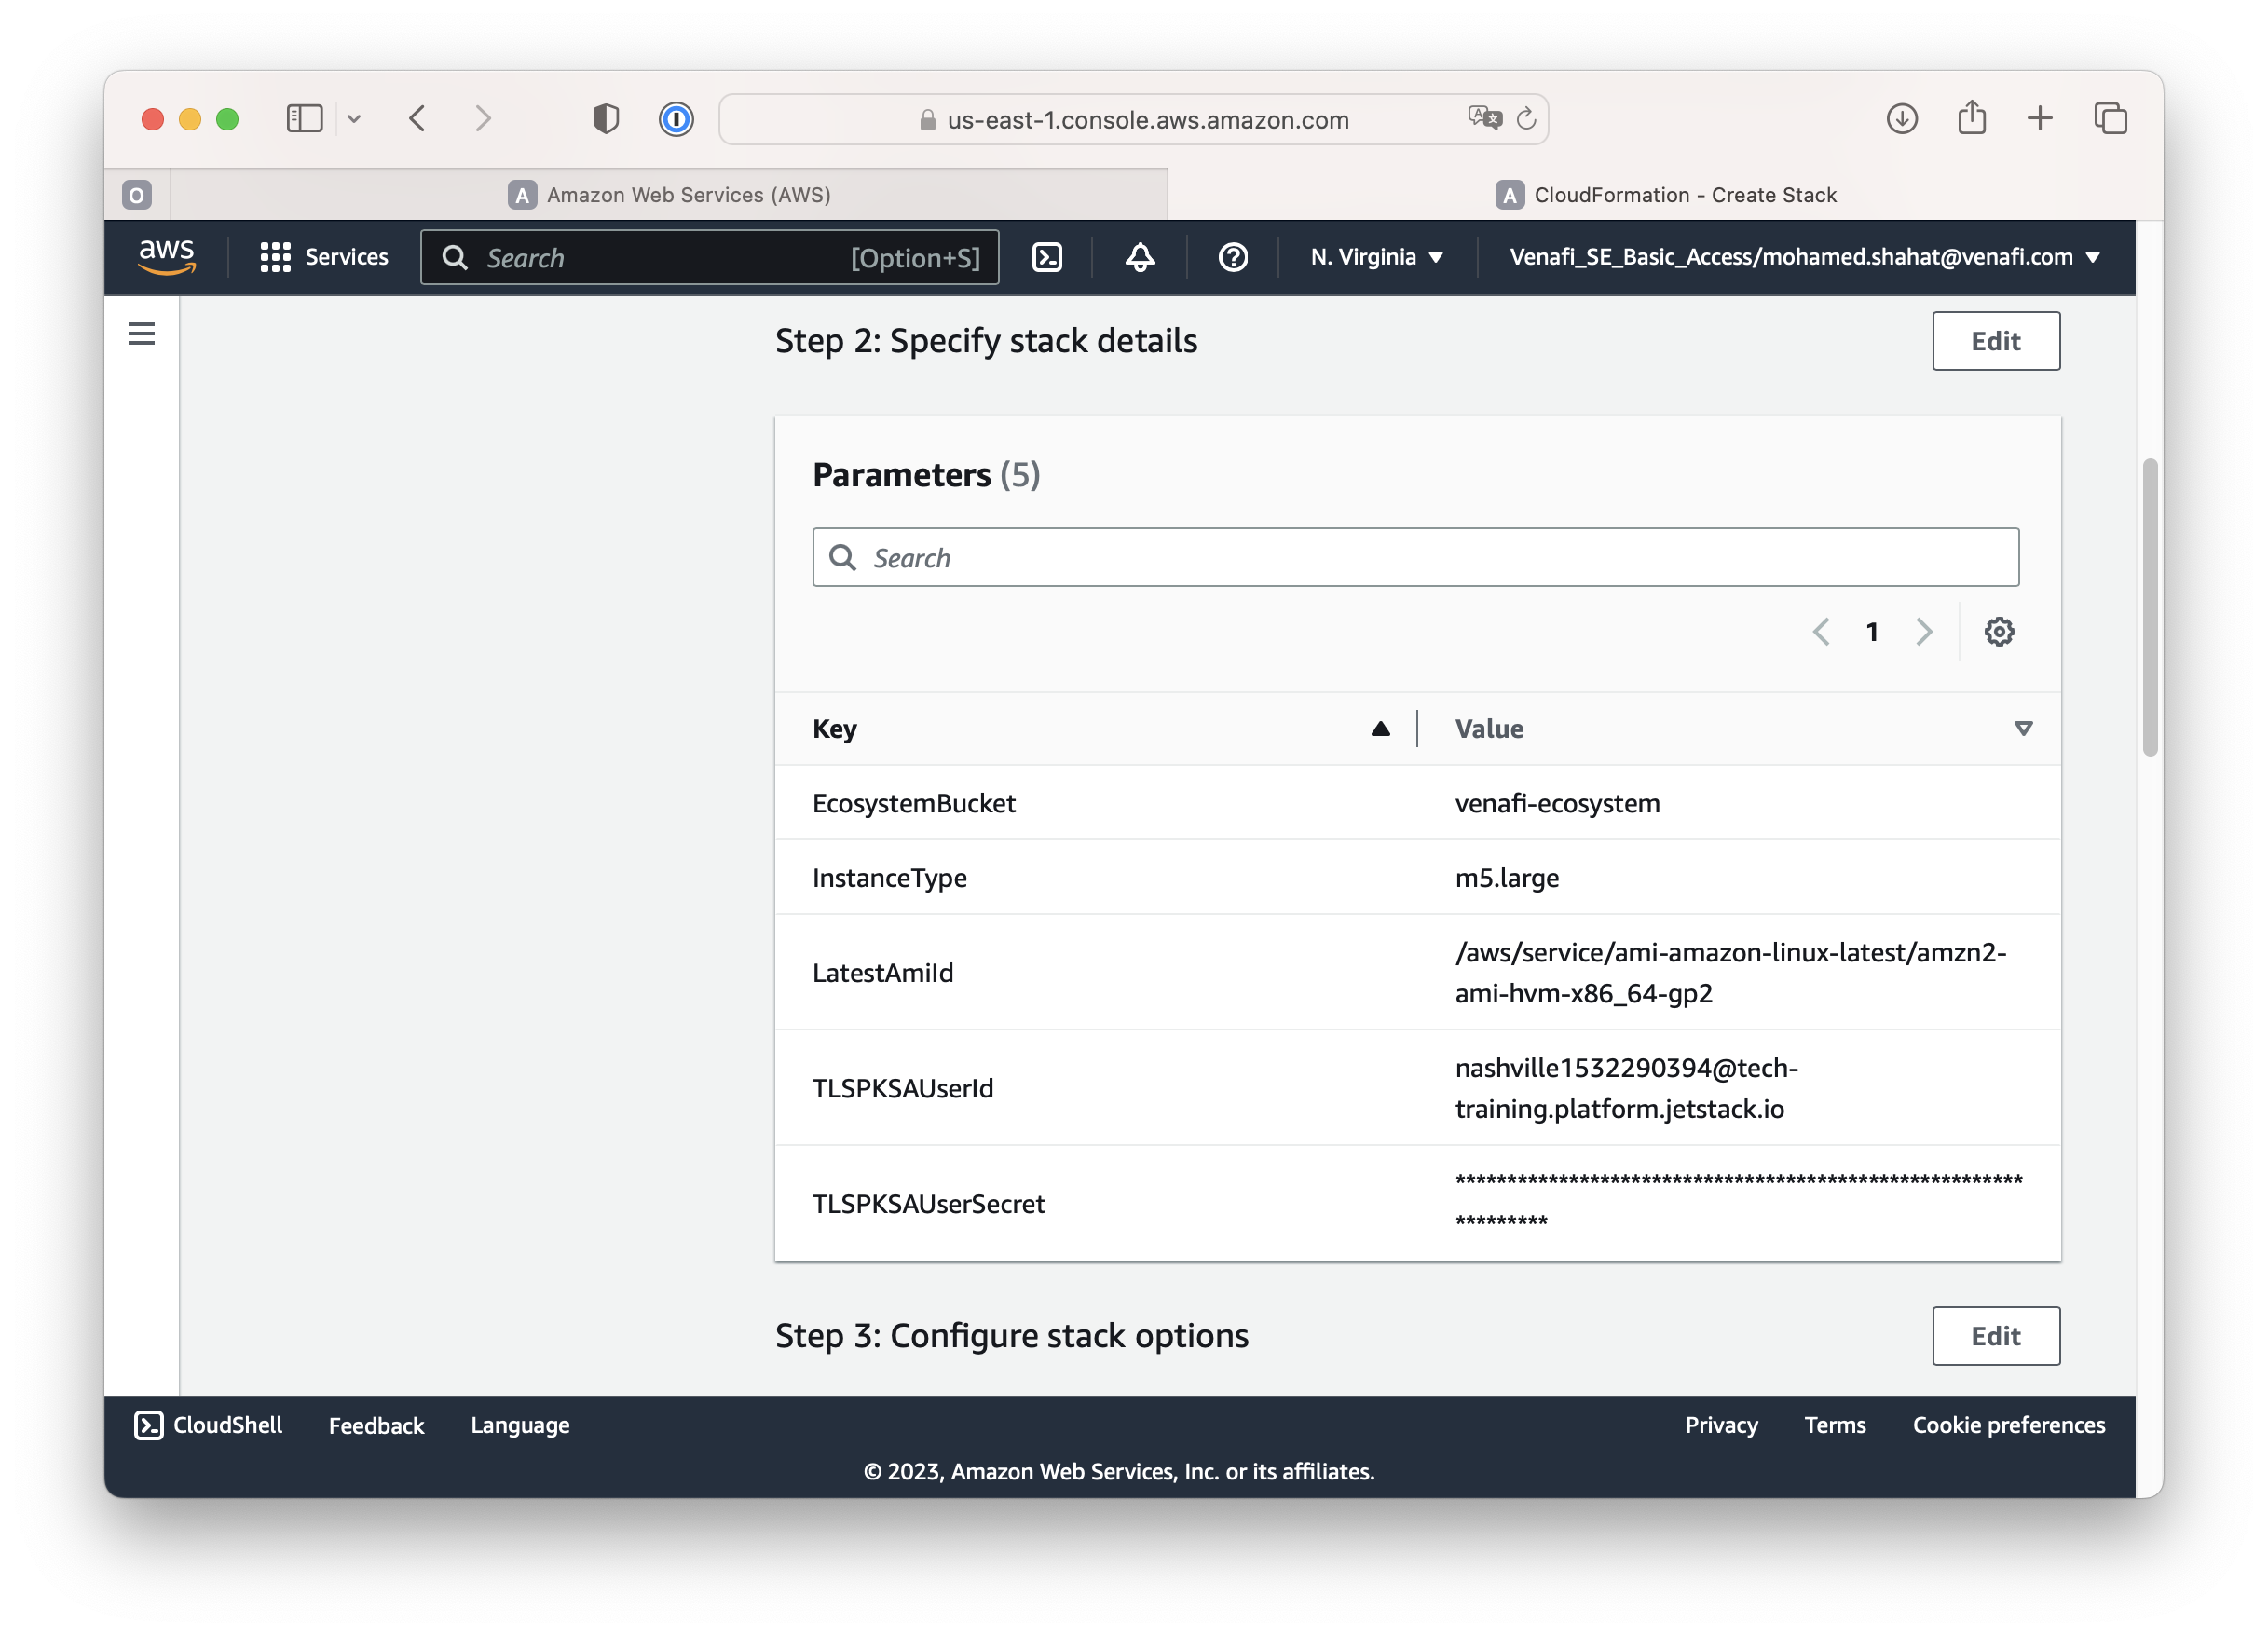 us-east-1.console.aws.amazon.com
O
A Amazon Web Services (AWS)
A CloudFormation - Create Stack
aws
Services
Search [Option+S]
N. Virginia
Venafi_SE_Basic_Access/mohamed.shahat@venafi.com
Step 2: Specify stack details
Edit
Parameters (5)
Search
1
Key
Value
EcosystemBucket
venafi-ecosystem
InstanceType
m5.large
LatestAmiId
/aws/service/ami-amazon-linux-latest/amzn2-
ami-hvm-x86_64-gp2
TLSPKSAUserId
nashville1532290394@tech-
training.platform.jetstack.io
TLSPKSAUserSecret
*******************************************************
*********
Step 3: Configure stack options
Edit
CloudShell
Feedback
Language
Privacy
Terms
Cookie preferences
© 2023, Amazon Web Services, Inc. or its affiliates.